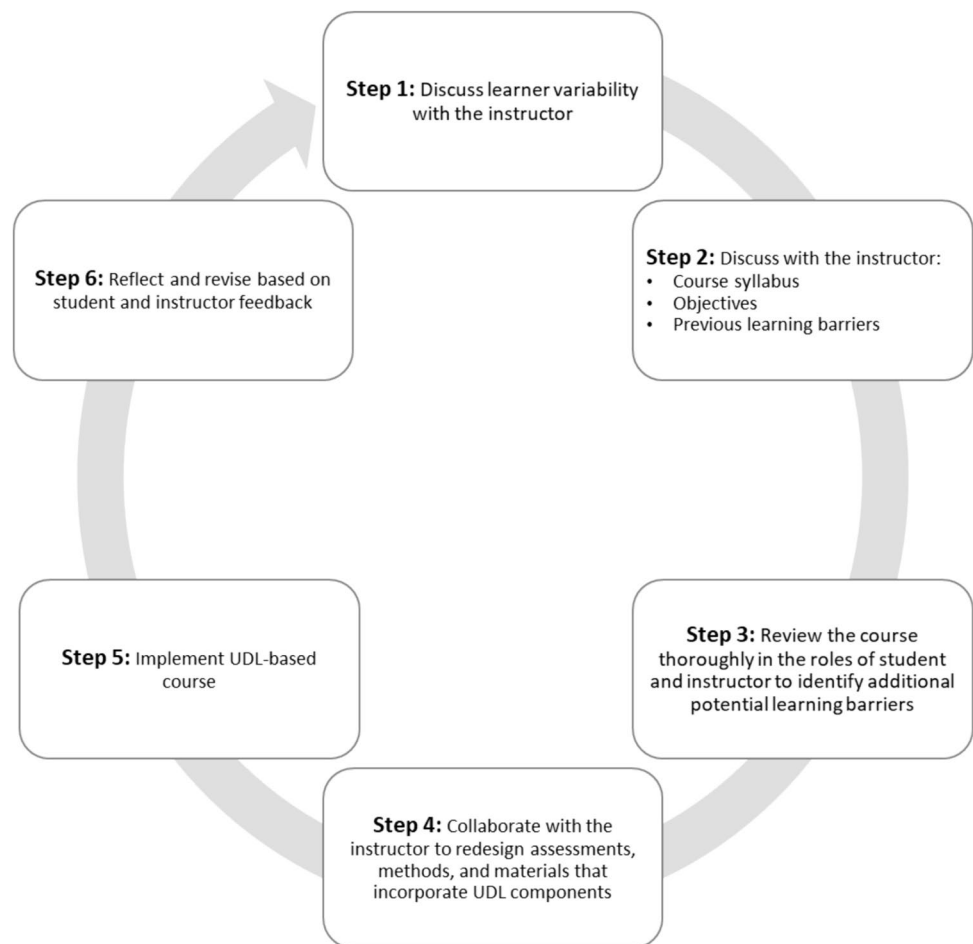 Step 1: Discuss learner variability
with the instructor
Step 2: Discuss with the instructor:
• Course syllabus
• Objectives
• Previous learning barriers
Step 3: Review the course
thoroughly in the roles of student
and instructor to identify additional
potential learning barriers
Step 4: Collaborate with the
instructor to redesign assessments,
methods, and materials that
incorporate UDL components
Step 5: Implement UDL-based
course
Step 6: Reflect and revise based on
student and instructor feedback